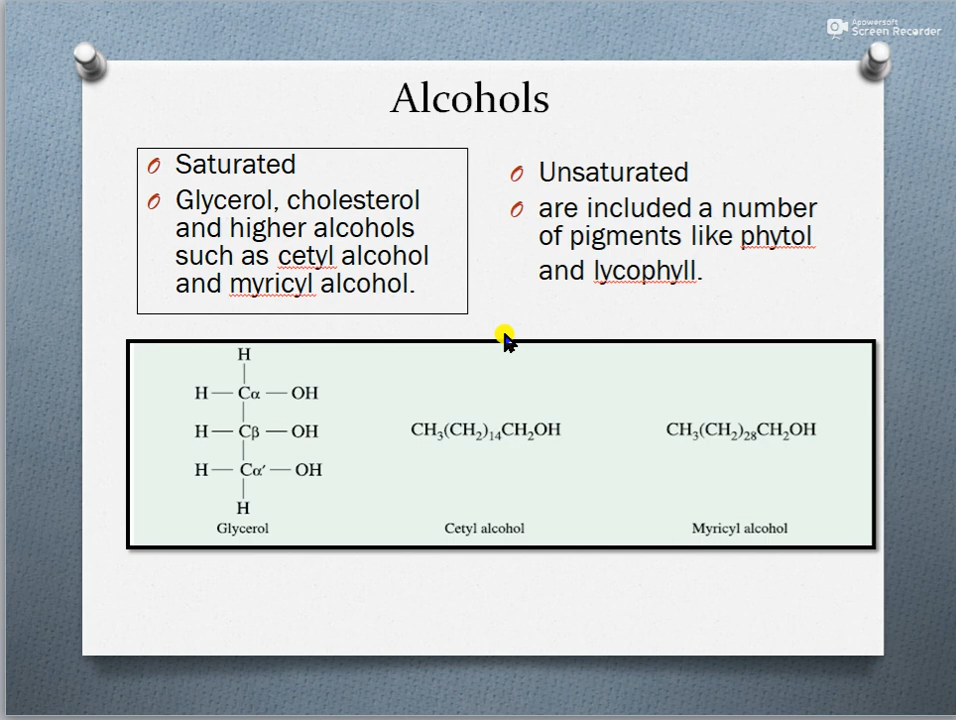 Apowersoft
Screen Recorder
Alcohols
Saturated
Glycerol, cholesterol
and higher alcohols
such as cetyl alcohol
and myricyl alcohol.
Unsaturated
are included a number
of pigments like phytol
and lycophyll.
H
H — Cα — OH
H — Cβ — OH
H — Cα′ — OH
H
Glycerol
CH₃(CH₂)₁₄CH₂OH
Cetyl alcohol
CH₃(CH₂)₂₈CH₂OH
Myricyl alcohol